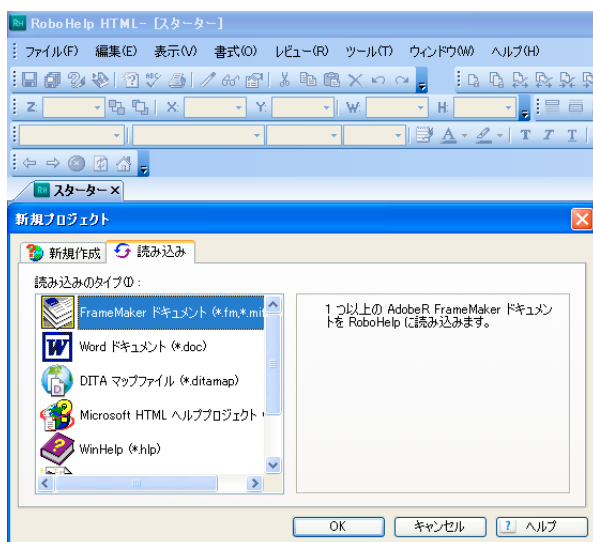 RoboHelp HTML- [スターター]
ファイル(F) 編集(E) 表示(V) 書式(O) レビュー(R) ツール(T) ウィンドウ(W) ヘルプ(H)
Z: X: Y: W: H:
スターター
新規プロジェクト
新規作成 読み込み
読み込みのタイプ(I) :
FrameMaker ドキュメント (*.fm,*.mif
Word ドキュメント (*.doc)
DITA マップファイル (*.ditamap)
Microsoft HTML ヘルププロジェクト
WinHelp (*.hlp)
1 つ以上の AdobeR FrameMaker ドキュメン
トを RoboHelp に読み込みます。
OK キャンセル ヘルプ